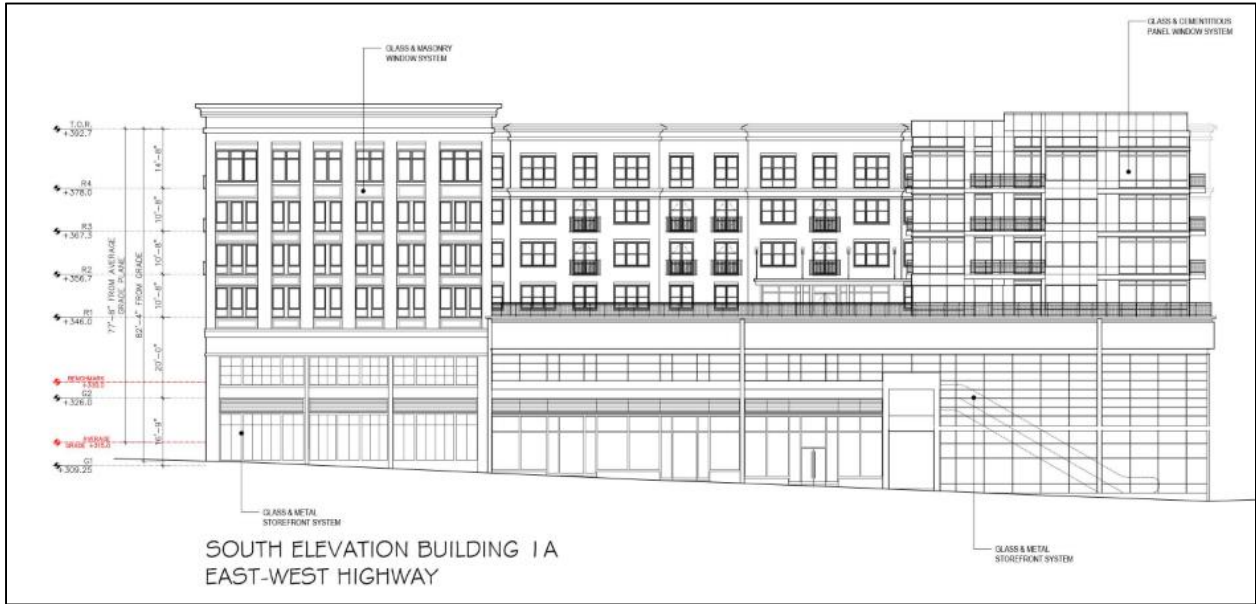 GLASS & MASONRY
WINDOW SYSTEM
GLASS & CEMENTITIOUS
PANEL WINDOW SYSTEM
T.O.R.
+392.7
14'-8"
R4
+378.0
10'-8"
R3
+367.3
10'-8"
R2
+356.7
10'-8"
R1
+346.0
77'-8" FROM AVERAGE
GRADE PLANE
82'-4" FROM GRADE
20'-0"
BENCHMARK
G2
+326.0
16'-9"
AVERAGE
G1
+309.25
GLASS & METAL
STOREFRONT SYSTEM
GLASS & METAL
STOREFRONT SYSTEM
SOUTH ELEVATION BUILDING 1A
EAST-WEST HIGHWAY